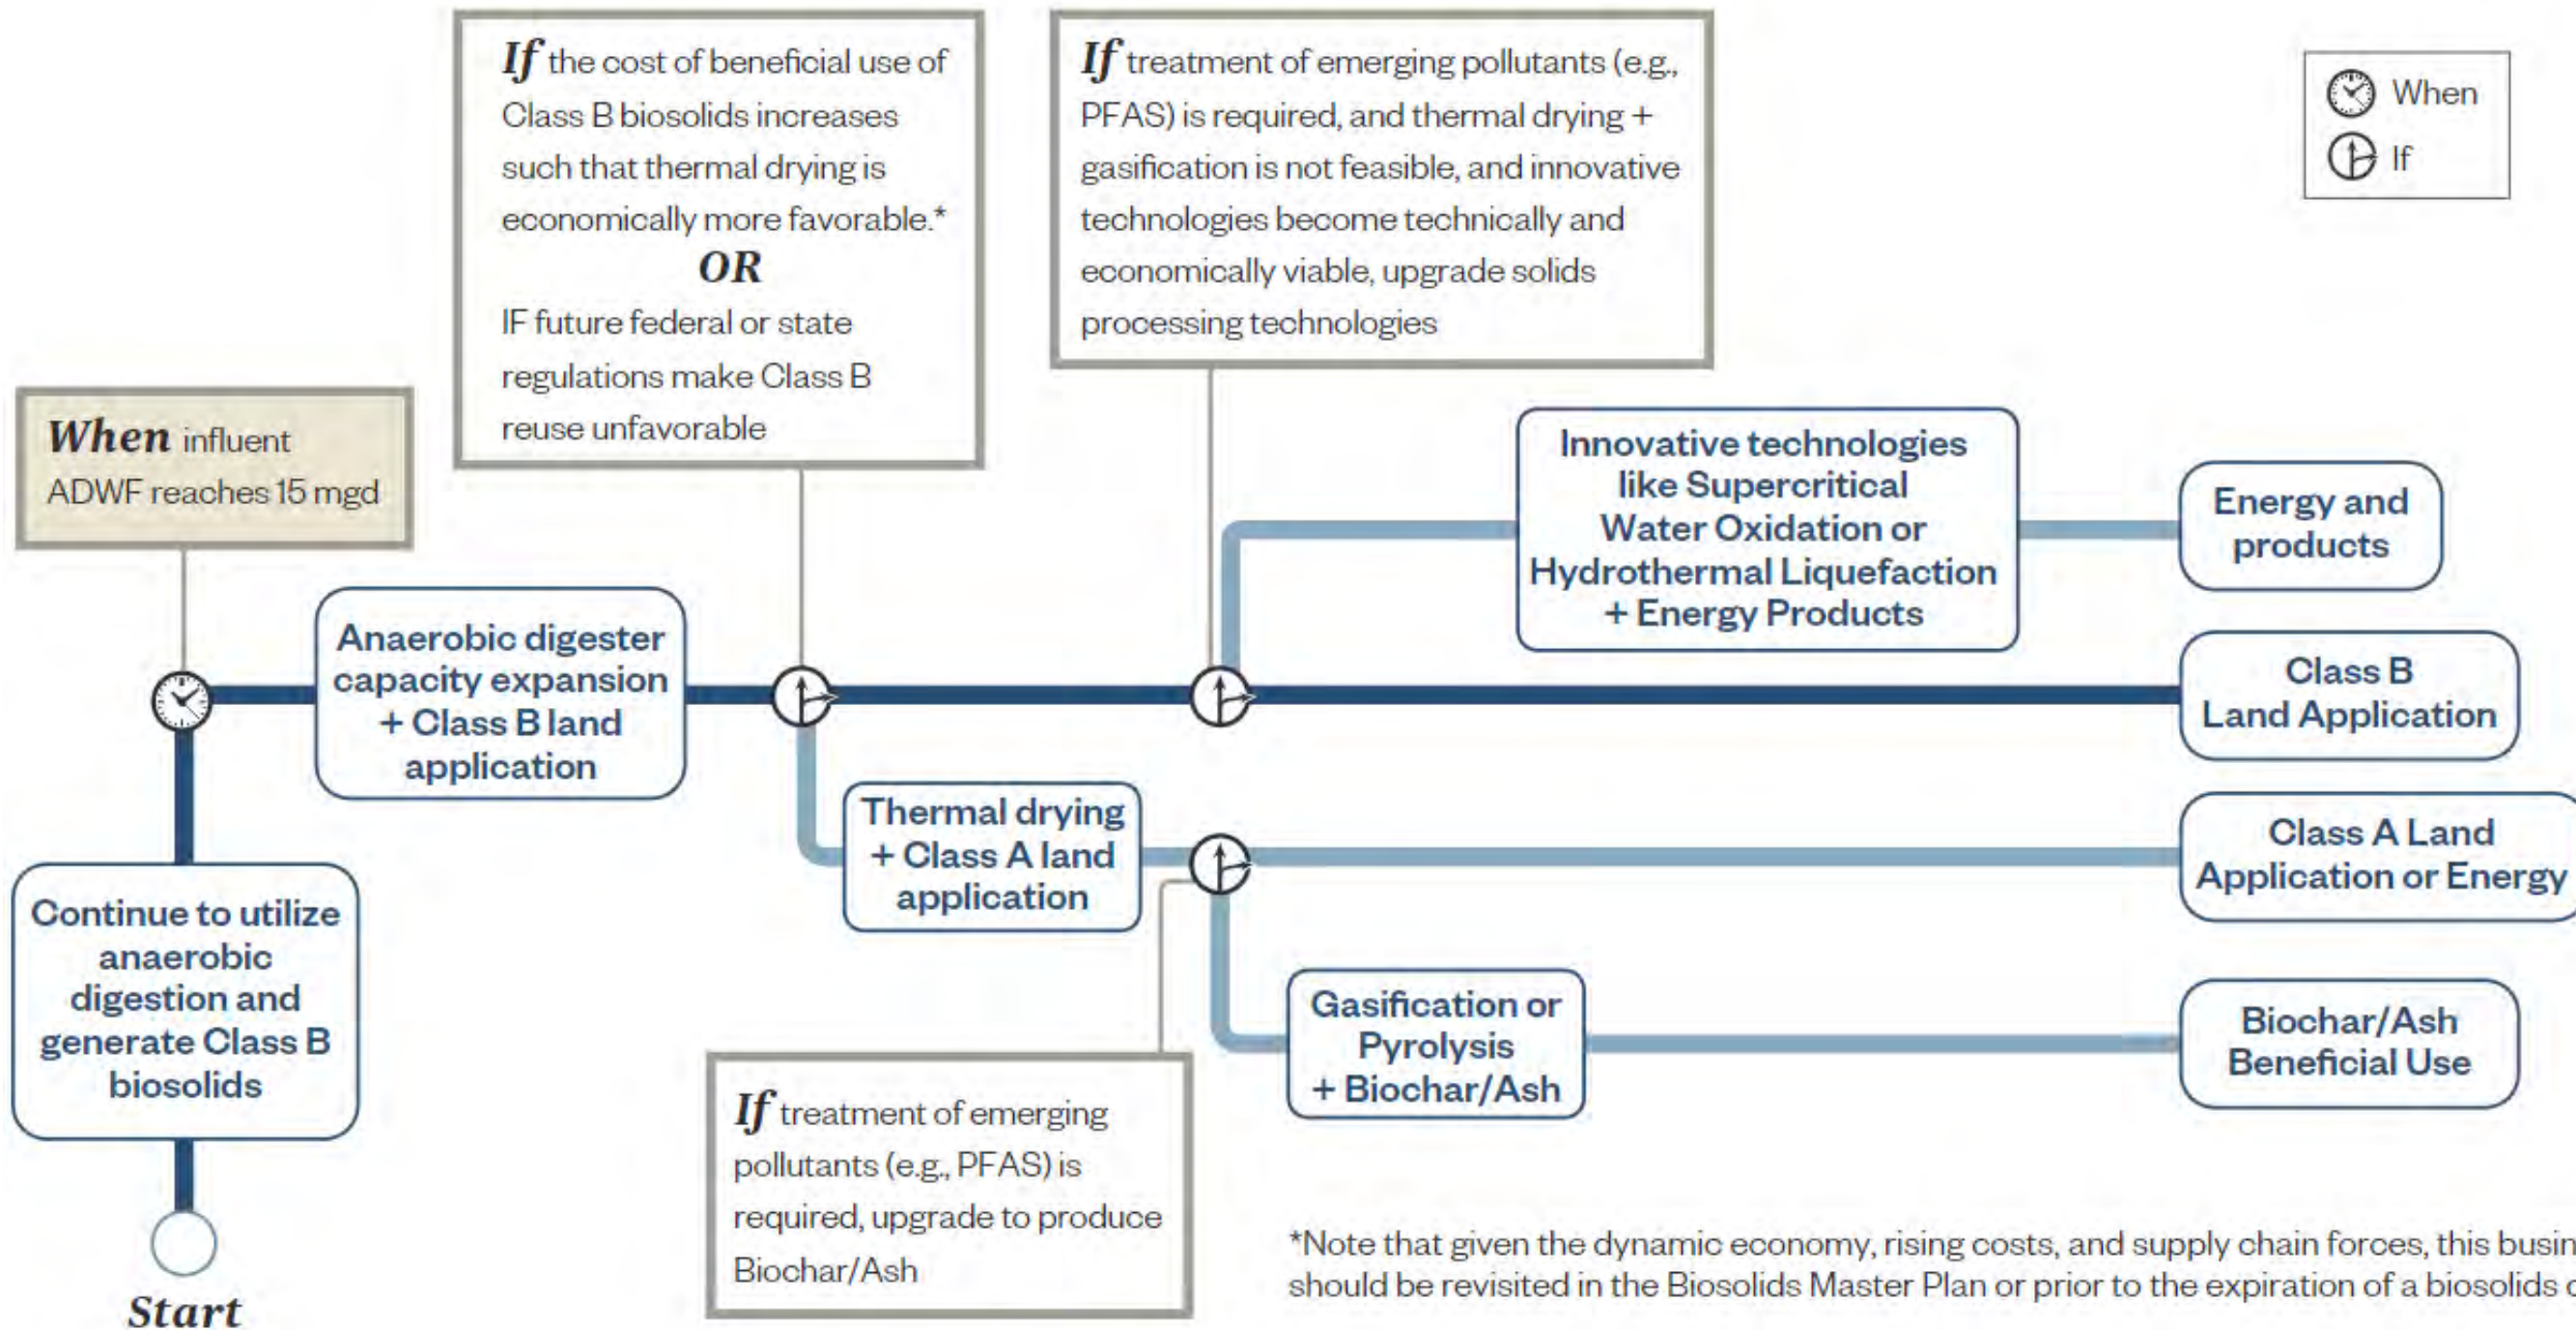 If the cost of beneficial use of
Class B biosolids increases
such that thermal drying is
economically more favorable.*
OR
IF future federal or state
regulations make Class B
reuse unfavorable
If treatment of emerging pollutants (e.g.,
PFAS) is required, and thermal drying +
gasification is not feasible, and innovative
technologies become technically and
economically viable, upgrade solids
processing technologies
When
If
When influent
ADWF reaches 15 mgd
Innovative technologies
like Supercritical
Water Oxidation or
Hydrothermal Liquefaction
+ Energy Products
Energy and
products
Anaerobic digester
capacity expansion
+ Class B land
application
Class B
Land Application
Thermal drying
+ Class A land
application
Class A Land
Application or Energy
Continue to utilize
anaerobic
digestion and
generate Class B
biosolids
Gasification or
Pyrolysis
+ Biochar/Ash
Biochar/Ash
Beneficial Use
If treatment of emerging
pollutants (e.g., PFAS) is
required, upgrade to produce
Biochar/Ash
*Note that given the dynamic economy, rising costs, and supply chain forces, this
should be revisited in the Biosolids Master Plan or prior to the expiration of a biosolids
Start